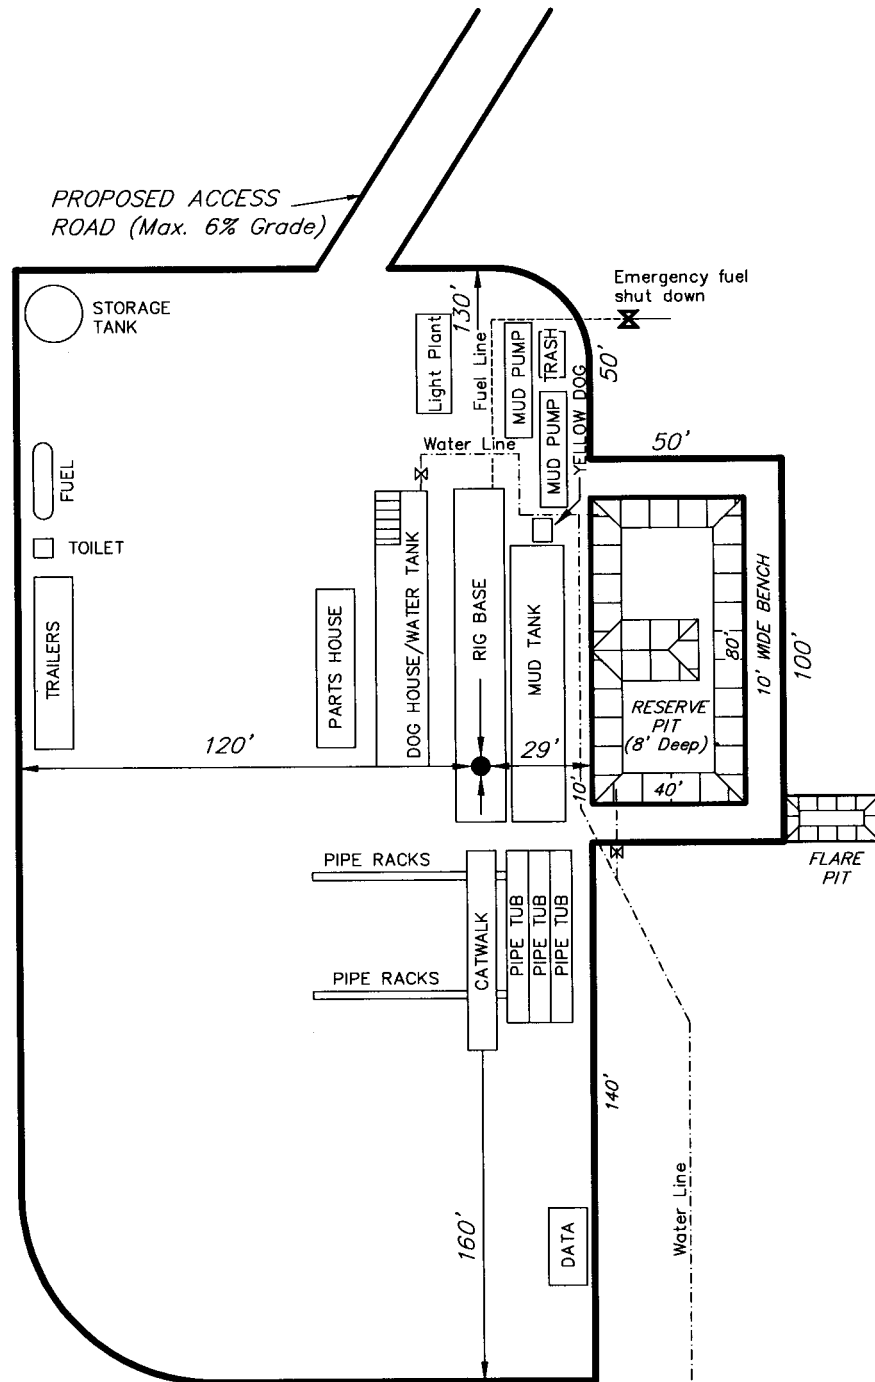 PROPOSED ACCESS
ROAD (Max. 6% Grade)
STORAGE
TANK
130'
Emergency fuel
shut down
Light Plant
Fuel Line
MUD PUMP
TRASH
50'
MUD PUMP
YELLOW DOG
Water Line
50'
FUEL
TOILET
TRAILERS
PARTS HOUSE
DOG HOUSE/WATER TANK
RIG BASE
MUD TANK
80'
10' WIDE BENCH
100'
RESERVE
PIT
(8' Deep)
120'
29'
10'
40'
FLARE
PIT
PIPE RACKS
CATWALK
PIPE TUB
PIPE TUB
PIPE TUB
PIPE RACKS
140'
Water Line
160'
DATA